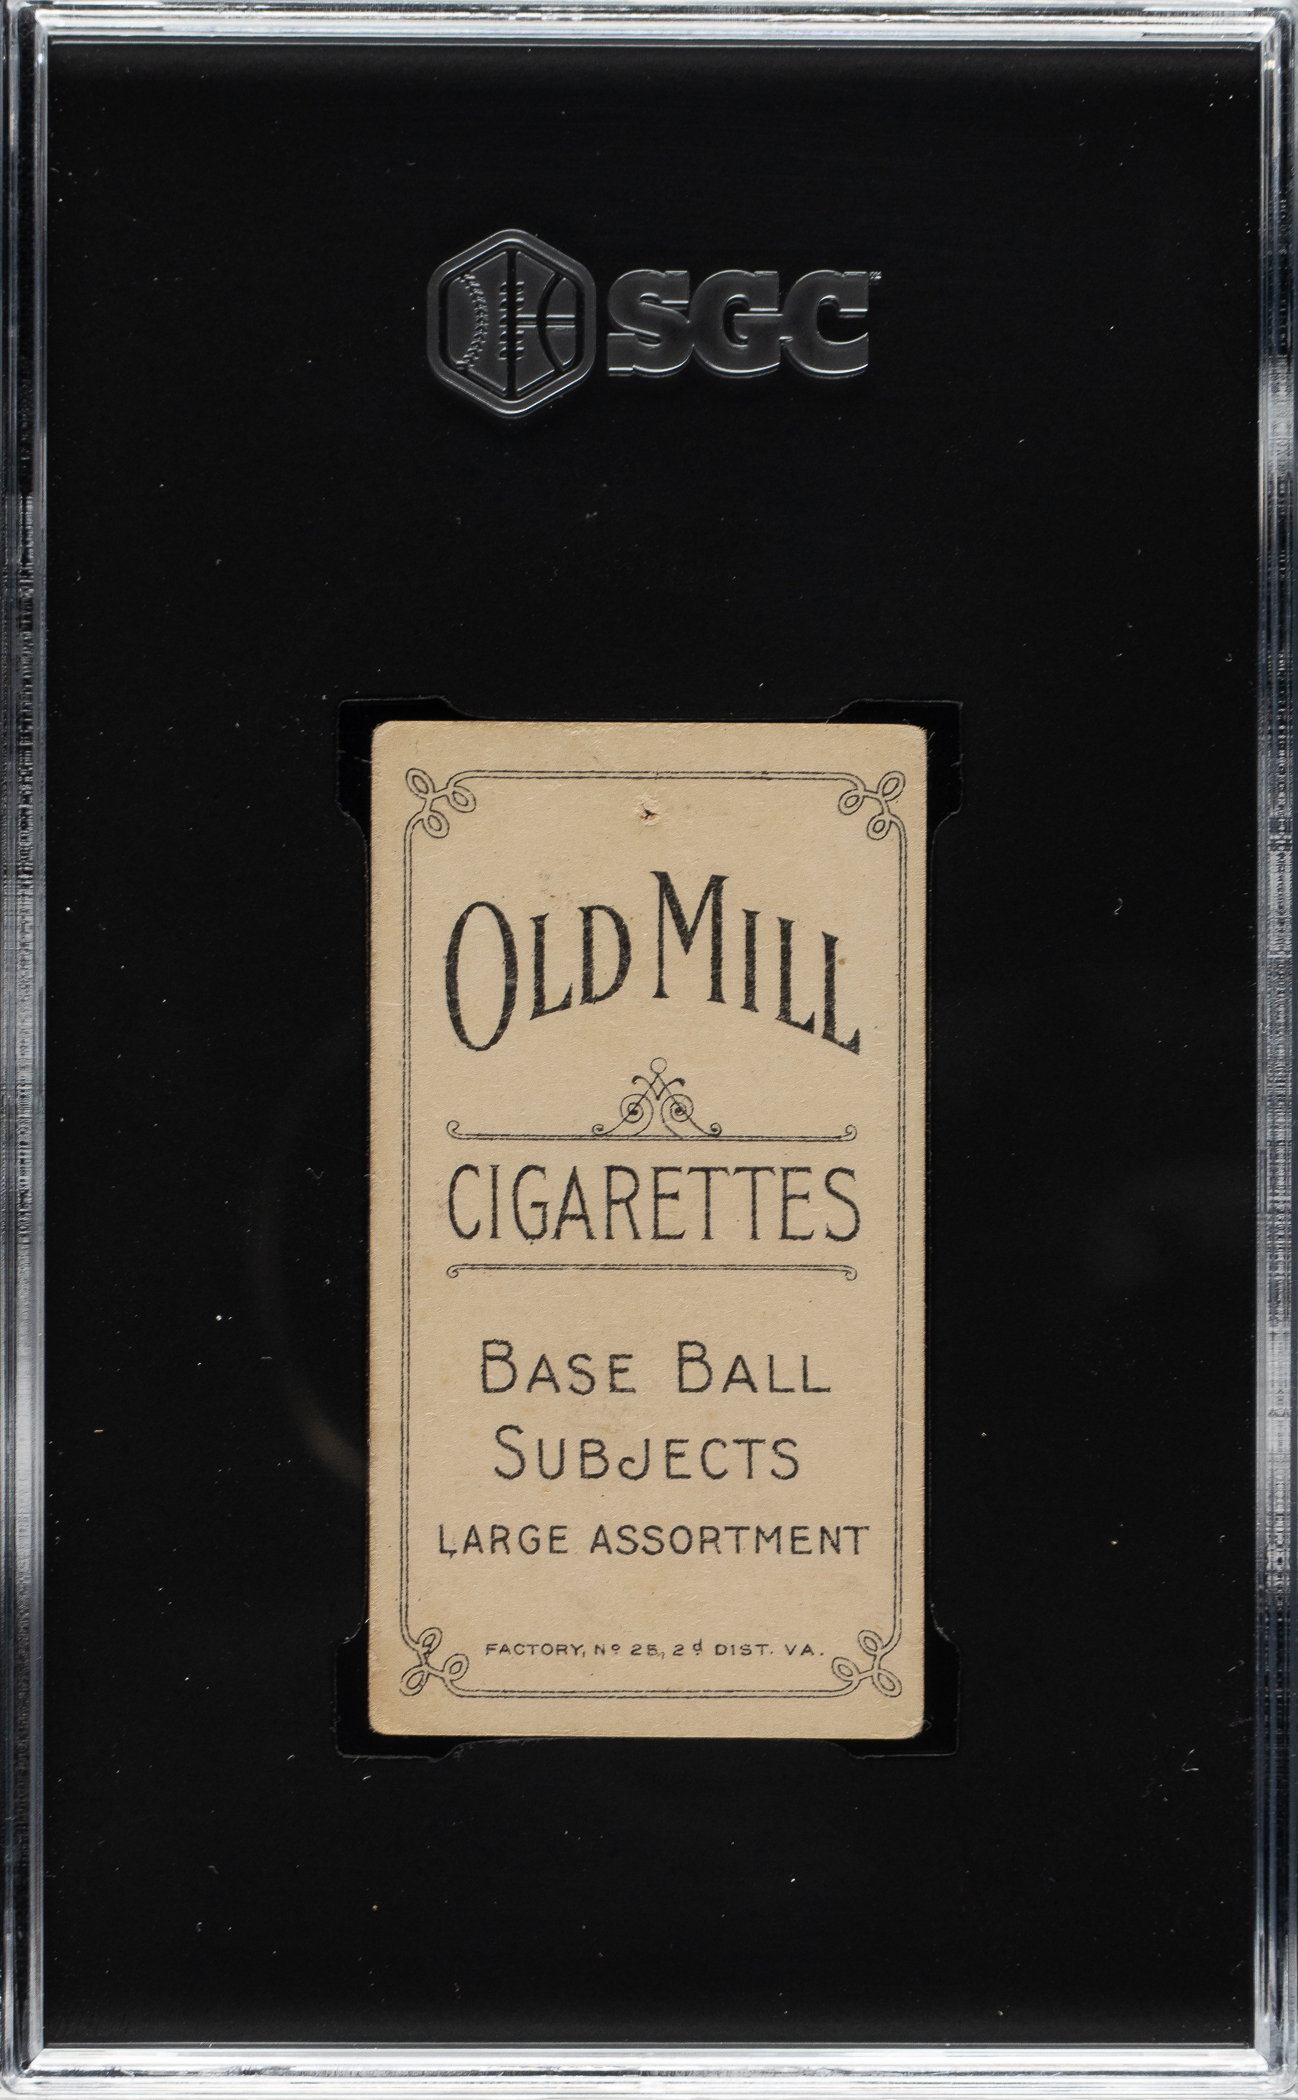 SGC
OLD MILL
CIGARETTES
BASE BALL
SUBJECTS
LARGE ASSORTMENT
FACTORY, Nº 25, 2d DIST. VA.